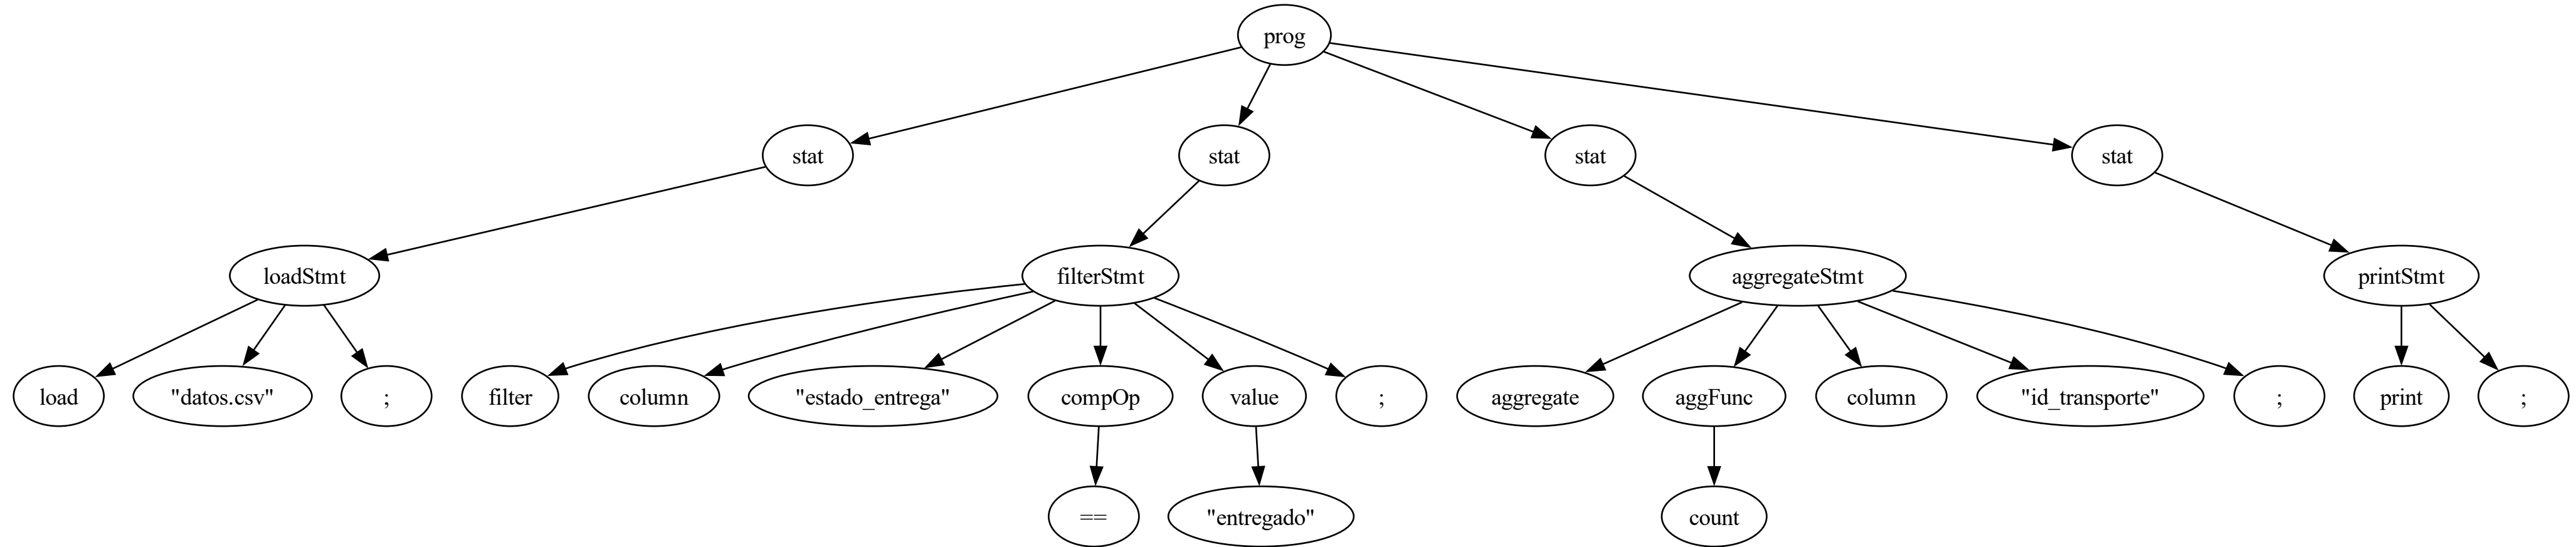 prog
stat stat stat stat
loadStmt filterStmt aggregateStmt printStmt
load "datos.csv" ; filter column "estado_entrega" compOp value ; aggregate aggFunc column "id_transporte" ; print ;
== "entregado" count